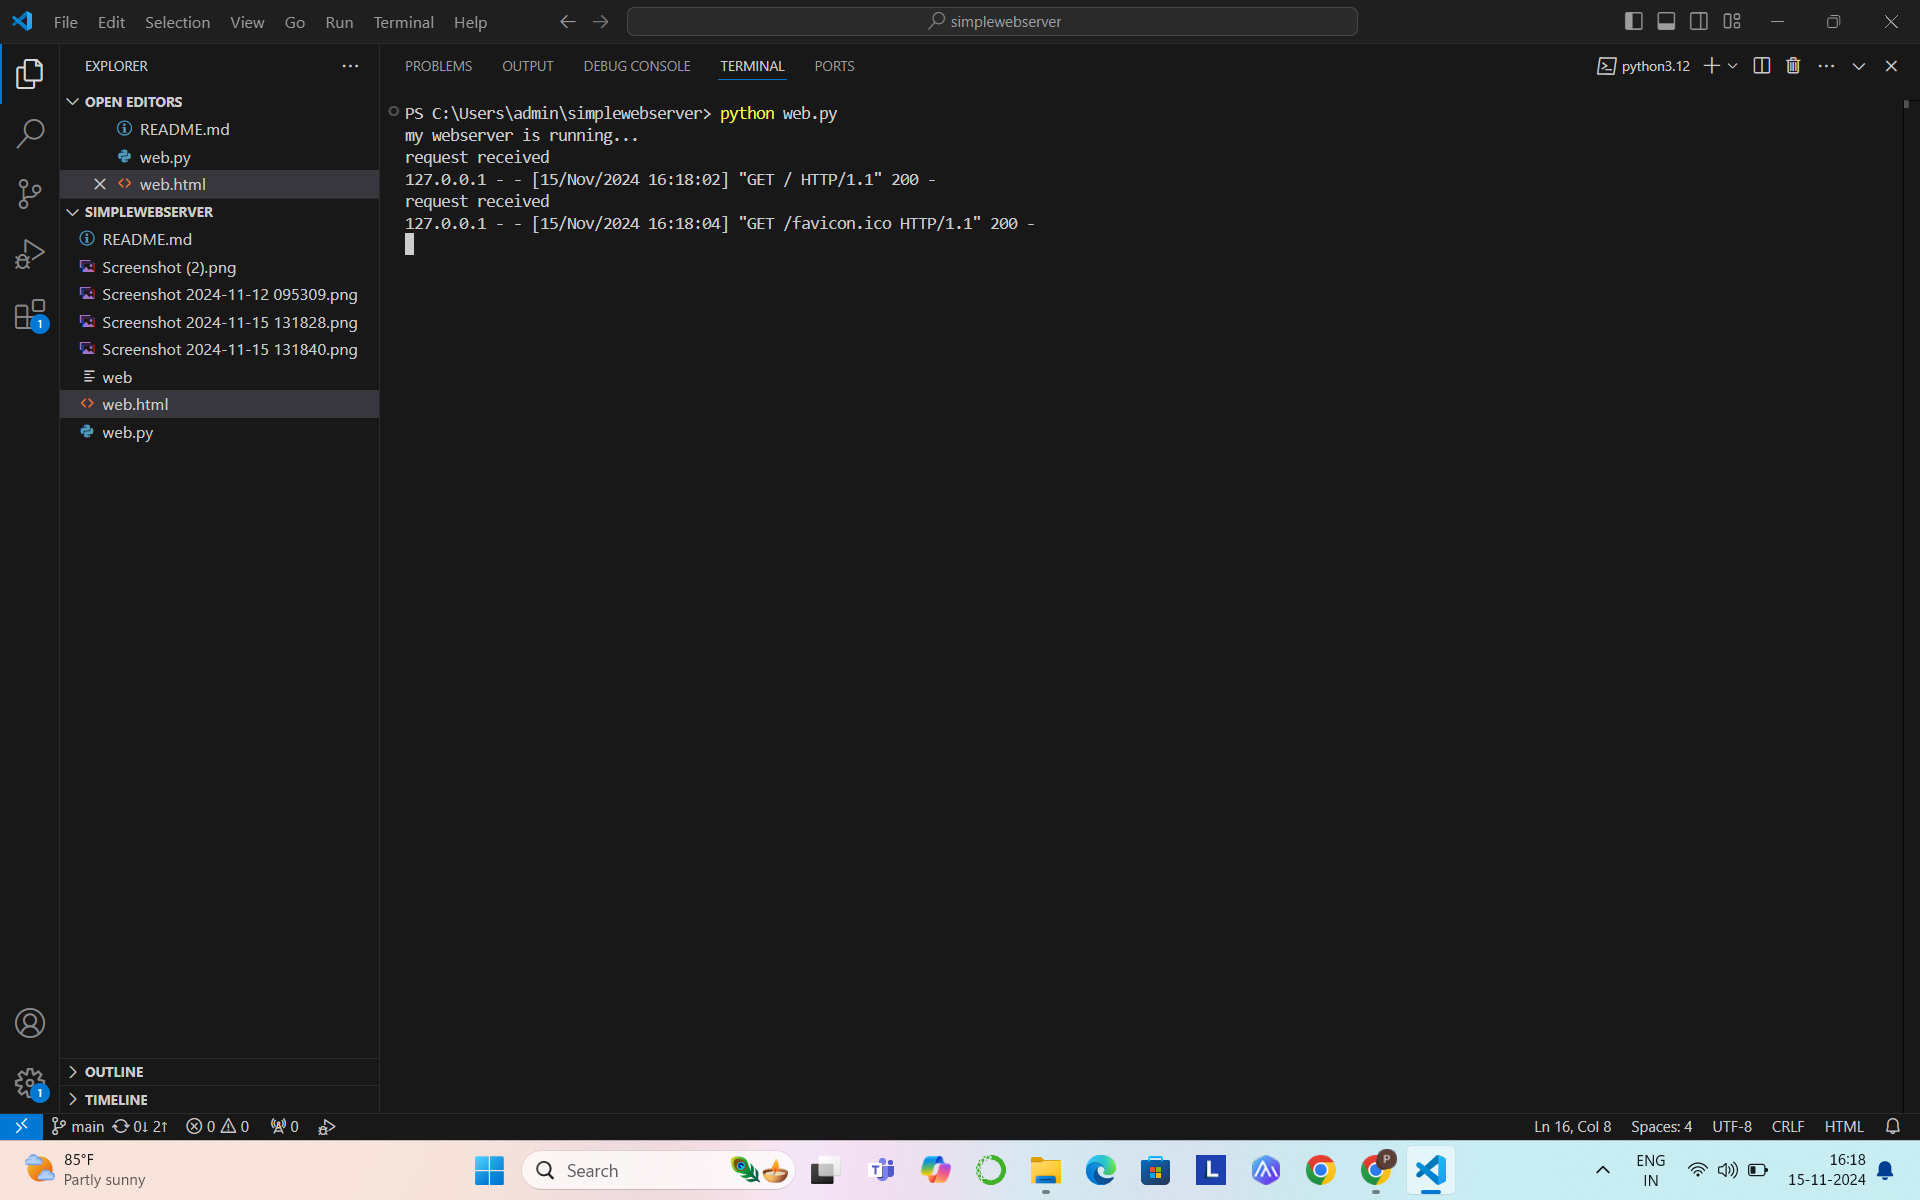 File Edit Selection View Go Run Terminal Help
simplewebserver
EXPLORER
OPEN EDITORS
README.md
web.py
web.html
SIMPLEWEBSERVER
README.md
Screenshot (2).png
Screenshot 2024-11-12 095309.png
Screenshot 2024-11-15 131828.png
Screenshot 2024-11-15 131840.png
web
web.html
web.py
OUTLINE
TIMELINE
1
1
PROBLEMS OUTPUT DEBUG CONSOLE TERMINAL PORTS
python3.12
PS C:\Users\admin\simplewebserver> python web.py
my webserver is running...
request received
127.0.0.1 - - [15/Nov/2024 16:18:02] "GET / HTTP/1.1" 200 -
request received
127.0.0.1 - - [15/Nov/2024 16:18:04] "GET /favicon.ico HTTP/1.1" 200 -
main 0↓ 2↑ 0 0 0
Ln 16, Col 8 Spaces: 4 UTF-8 CRLF HTML
85°F
Partly sunny
Search
L
P
ENG
IN
16:18
15-11-2024